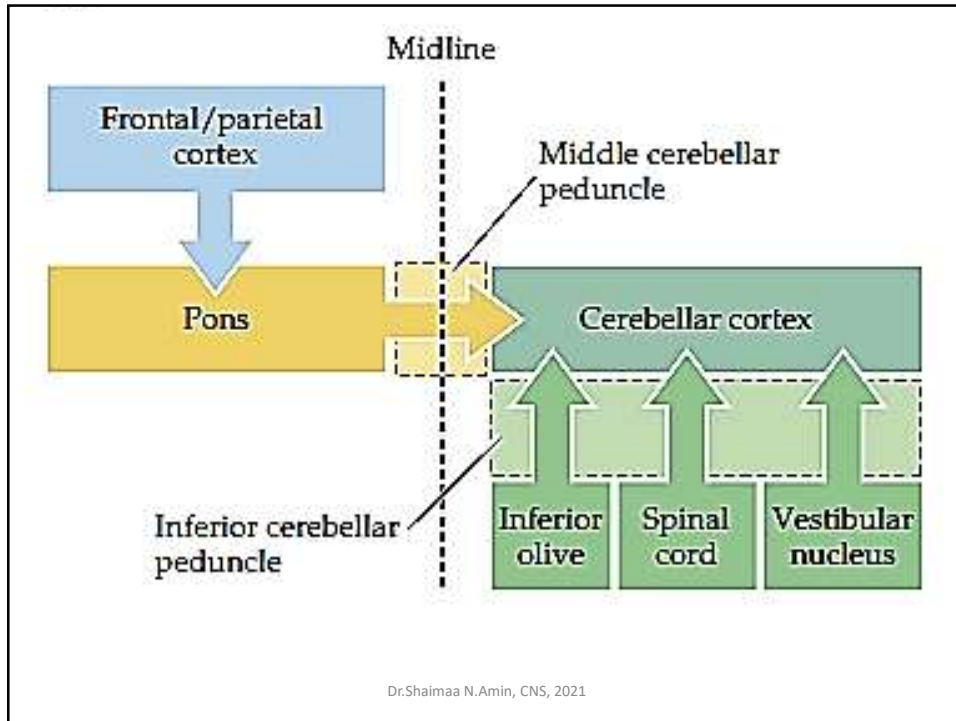 Midline
Frontal/parietal
cortex
Middle cerebellar
peduncle
Pons
Cerebellar cortex
Inferior cerebellar
peduncle
Inferior
olive
Spinal
cord
Vestibular
nucleus
Dr.Shaimaa N.Amin, CNS, 2021